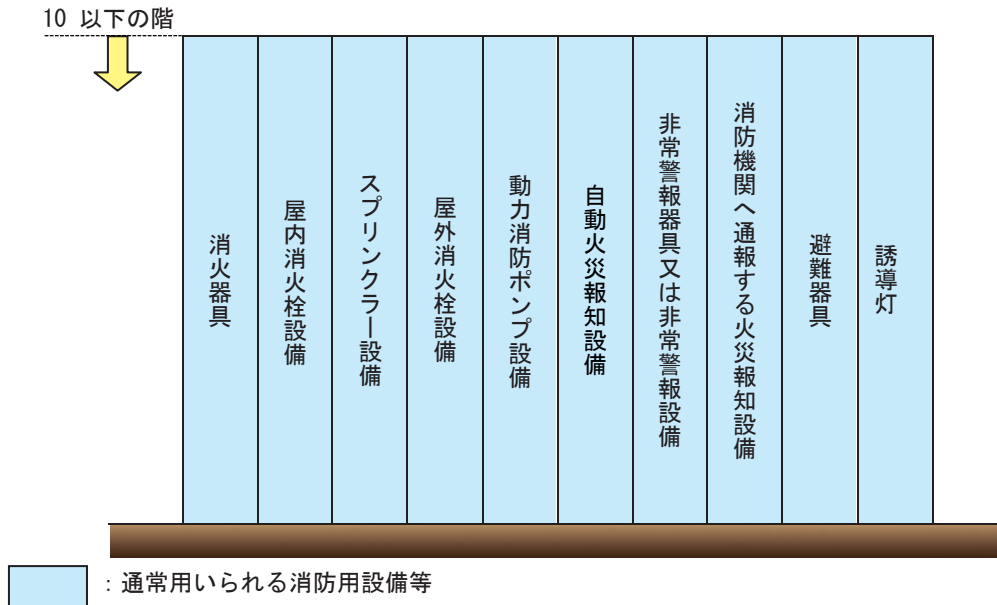 10 以下の階
消火器具
屋内消火栓設備
スプリンクラー設備
屋外消火栓設備
動力消防ポンプ設備
自動火災報知設備
非常警報器具又は非常警報設備
消防機関へ通報する火災報知設備
避難器具
誘導灯
：通常用いられる消防用設備等